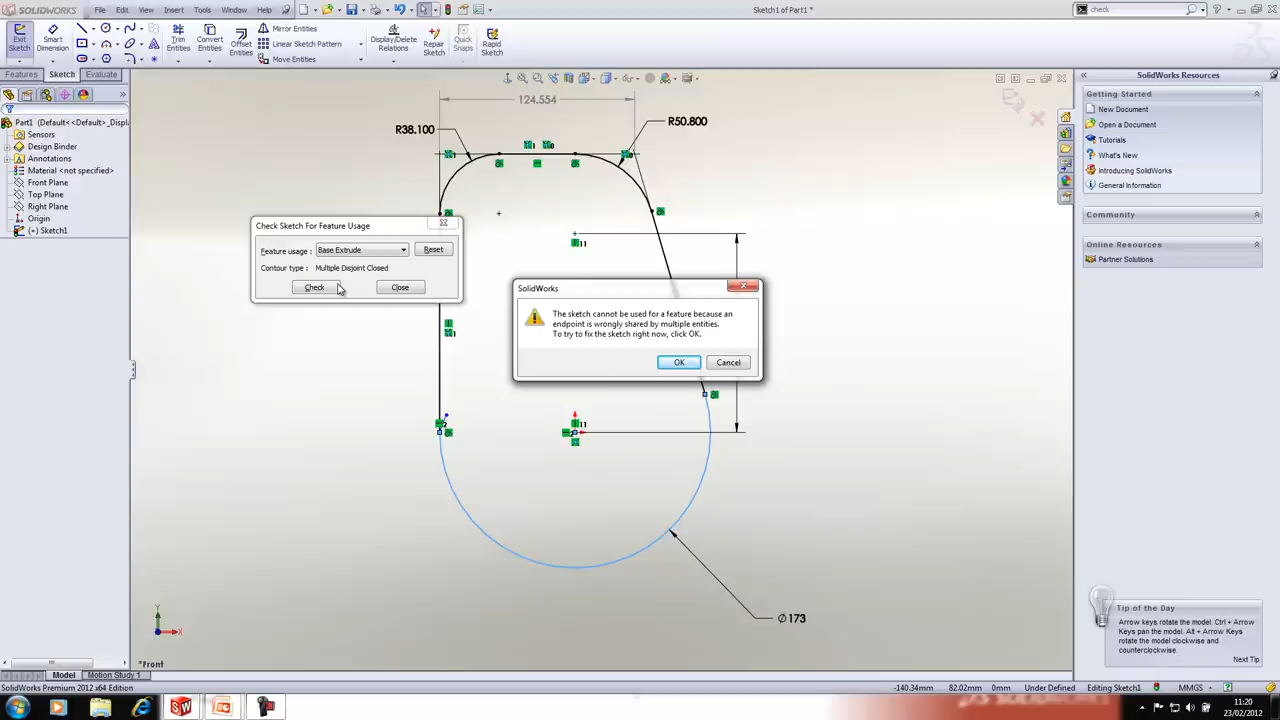 SOLIDWORKS File Edit View Insert Tools Window Help Sketch1 of Part1 * check
Exit Sketch
Smart Dimension
Trim Entities
Convert Entities
Offset Entities
Mirror Entities
Linear Sketch Pattern
Move Entities
Display/Delete Relations
Repair Sketch
Quick Snaps
Rapid Sketch
Features Sketch Evaluate
Part1 (Default<<Default>_Displa
Sensors
Design Binder
Annotations
Material <not specified>
Front Plane
Top Plane
Right Plane
Origin
(+) Sketch1
124.554
R38.100
R50.800
Check Sketch For Feature Usage
Feature usage : Base Extrude Reset
Contour type : Multiple Disjoint Closed
Check Close
SolidWorks
The sketch cannot be used for a feature because an
endpoint is wrongly shared by multiple entities.
To try to fix the sketch right now, click OK.
OK Cancel
11
11
Ø173
Y
X
*Front
SolidWorks Resources
Getting Started
New Document
Open a Document
Tutorials
What's New
Introducing SolidWorks
General Information
Community
Online Resources
Partner Solutions
Tip of the Day
Arrow keys rotate the model. Ctrl + Arrow
Keys pan the model. Alt + Arrow Keys
rotate the model clockwise and
counterclockwise.
Next Tip
Model Motion Study 1
SolidWorks Premium 2012 x64 Edition -140.34mm 82.02mm 0mm Under Defined Editing Sketch1 MMGS
11:20
23/02/2012